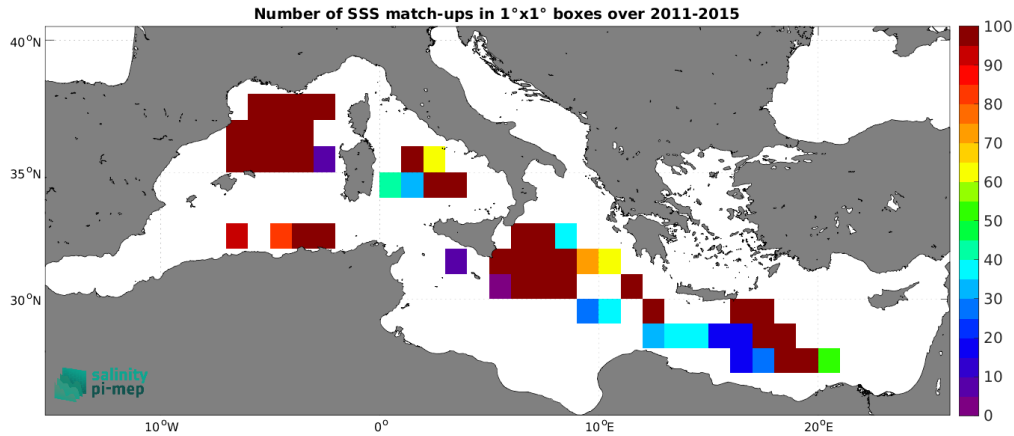 Number of SSS match-ups in 1°x1° boxes over 2011-2015
40°N
35°N
30°N
10°W
0°
10°E
20°E
100
90
80
70
60
50
40
30
20
10
0
salinity
pi-mep